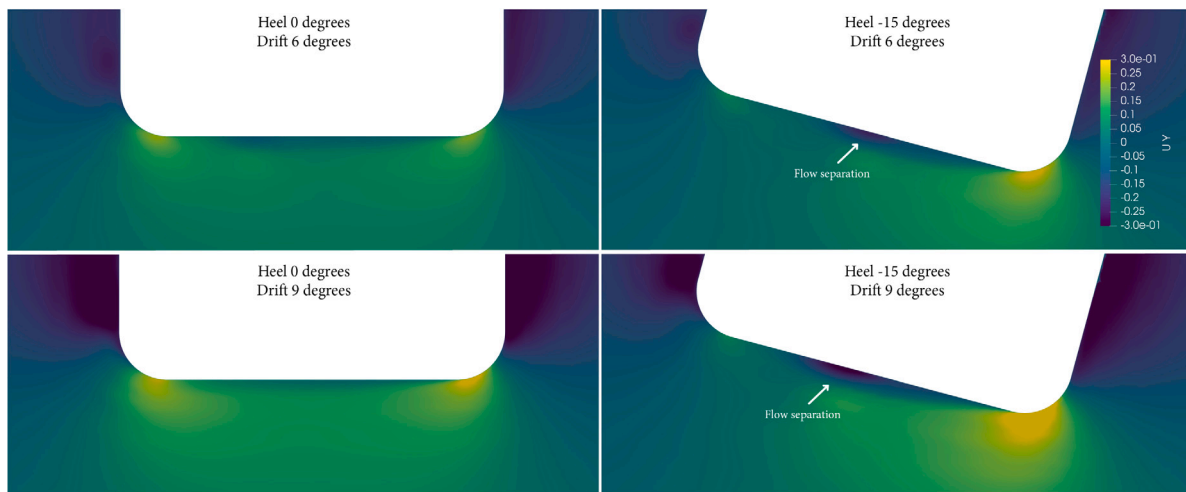 Heel 0 degrees
Drift 6 degrees
Heel -15 degrees
Drift 6 degrees
3.0e-01
0.25
0.2
0.15
0.1
0.05
0
-0.05
-0.1
-0.15
-0.2
-0.25
-3.0e-01
U Y
Flow separation
Heel 0 degrees
Drift 9 degrees
Heel -15 degrees
Drift 9 degrees
Flow separation